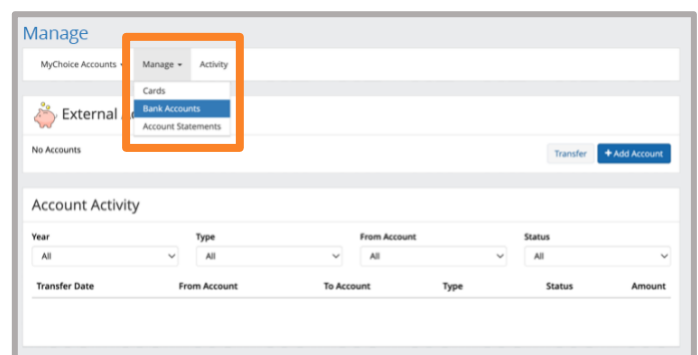 Manage
MyChoice Accounts Manage Activity
Cards
Bank Accounts
Account Statements
External
No Accounts
Transfer + Add Account
Account Activity
Year Type From Account Status
All All All All
Transfer Date From Account To Account Type Status Amount